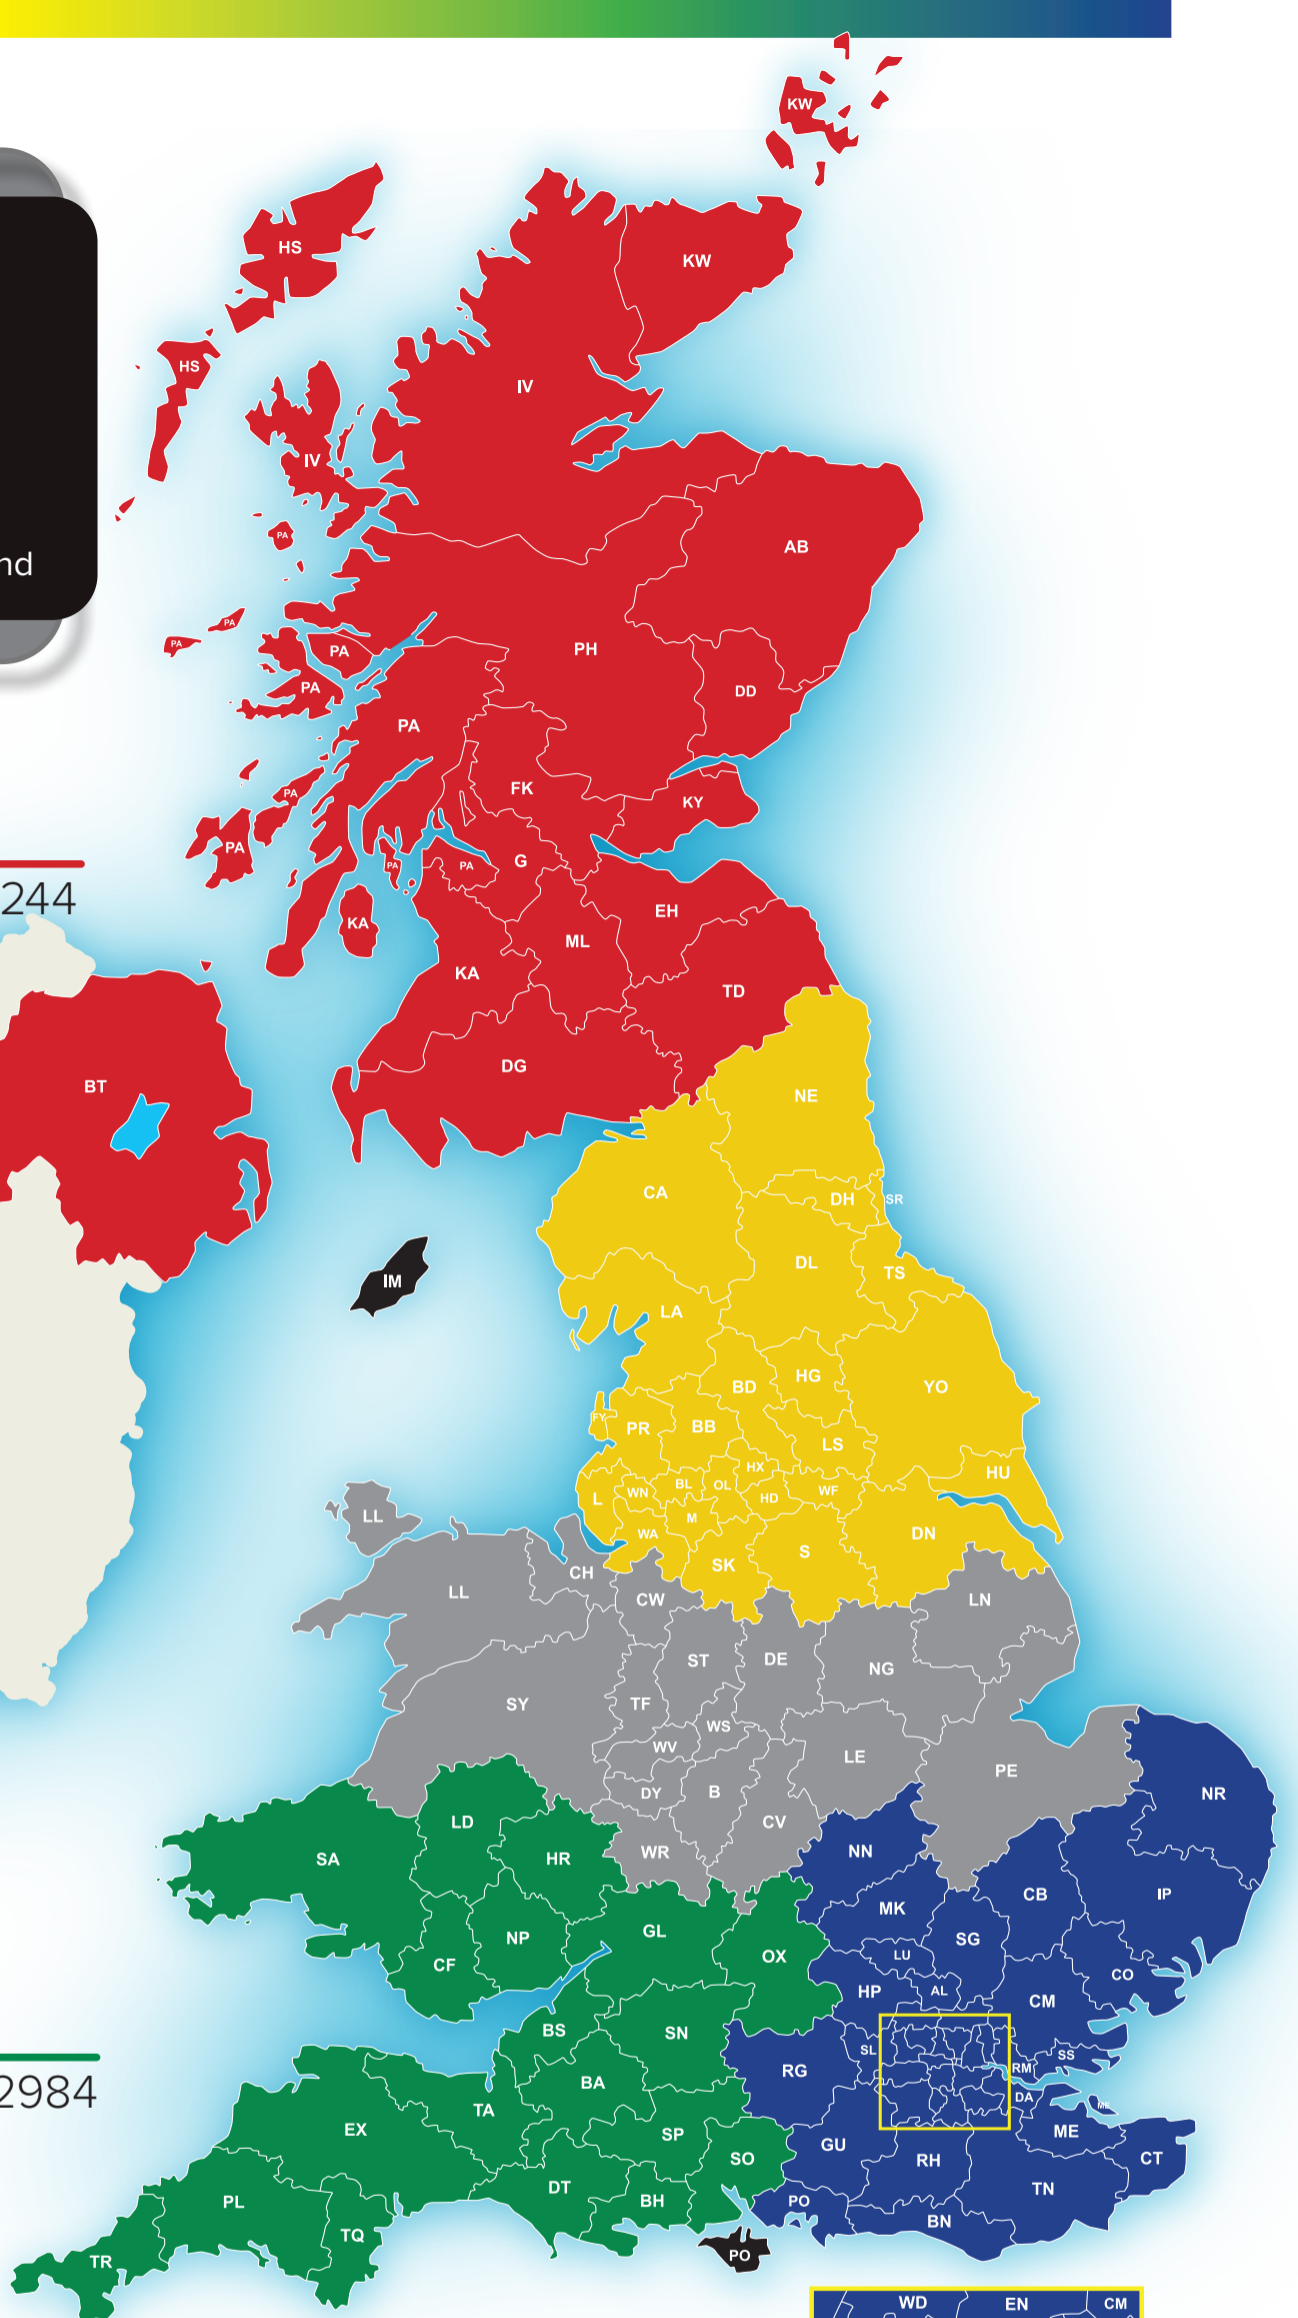 KW
HS
KW
HS
IV
IV
PA
AB
nd
PA
PA
PA
PH
PA
DD
PA
FK
PA
KY
PA
G
PA
PA
244
KA
EH
ML
KA
TD
DG
BT
NE
CA
DH
SR
DL
TS
IM
LA
HG
BD
YO
FY
PR
BB
LS
HX
HU
BL
OL
WN
WF
L
HD
M
LL
WA
DN
S
SK
CH
LL
CW
LN
ST
DE
NG
SY
TF
WS
WV
LE
PE
DY
B
NR
LD
CV
WR
NN
HR
SA
CB
IP
MK
GL
NP
SG
LU
OX
CF
CO
HP
AL
CM
BS
SN
SL
SS
RM
RG
BA
DA
ME
TA
EX
ME
SP
GU
SO
CT
RH
DT
TN
2984
PL
BH
PO
BN
TQ
PO
TR
WD
EN
CM